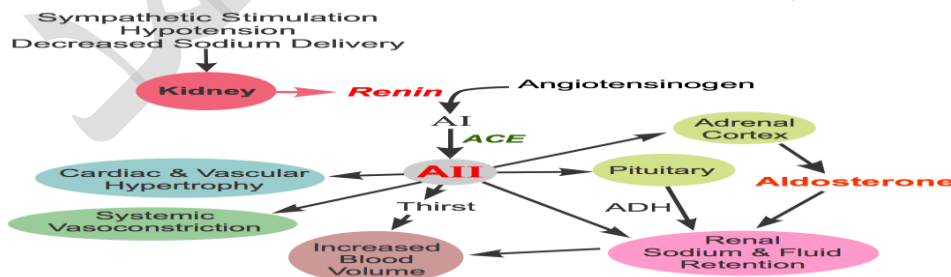 Sympathetic Stimulation
Hypotension
Decreased Sodium Delivery
Kidney
Renin
Angiotensinogen
AI
ACE
Adrenal
Cortex
AII
Cardiac & Vascular
Hypertrophy
Pituitary
Aldosterone
Thirst
ADH
Systemic
Vasoconstriction
Increased
Blood
Volume
Renal
Sodium & Fluid
Retention